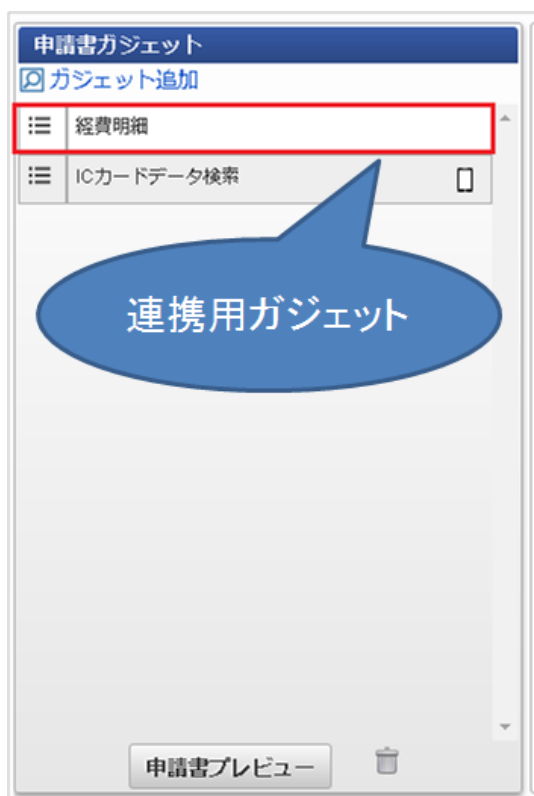 申請書ガジェット
ガジェット追加
経費明細
ICカードデータ検索
連携用ガジェット
申請書プレビュー